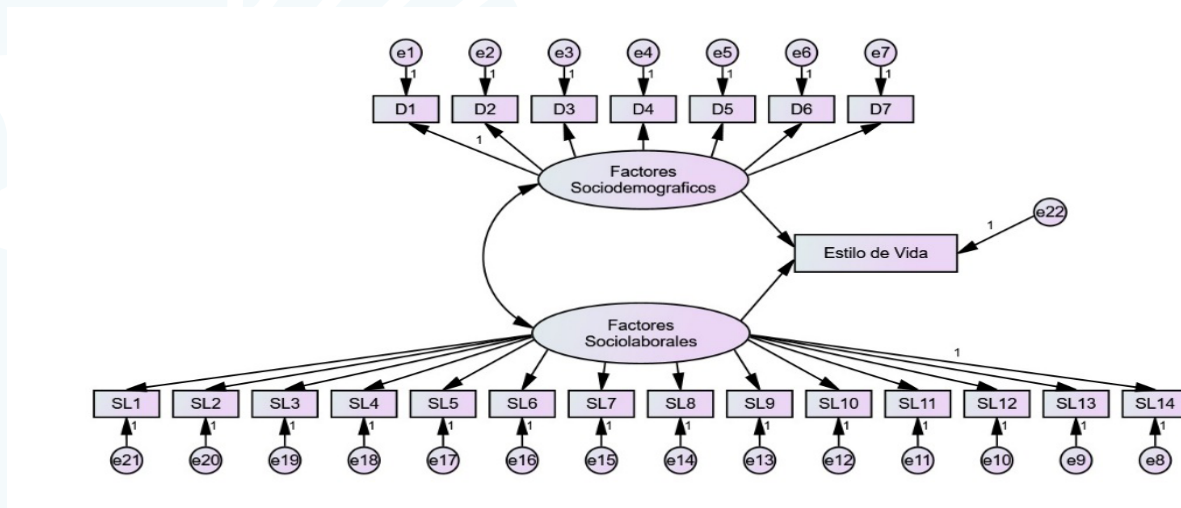 e1 e2 e3 e4 e5 e6 e7
1 1 1 1 1 1 1
D1 D2 D3 D4 D5 D6 D7
1
Factores
Sociodemograficos
e22
1
Estilo de Vida
Factores
Sociolaborales
1
SL1 SL2 SL3 SL4 SL5 SL6 SL7 SL8 SL9 SL10 SL11 SL12 SL13 SL14
1 1 1 1 1 1 1 1 1 1 1 1 1 1
e21 e20 e19 e18 e17 e16 e15 e14 e13 e12 e11 e10 e9 e8